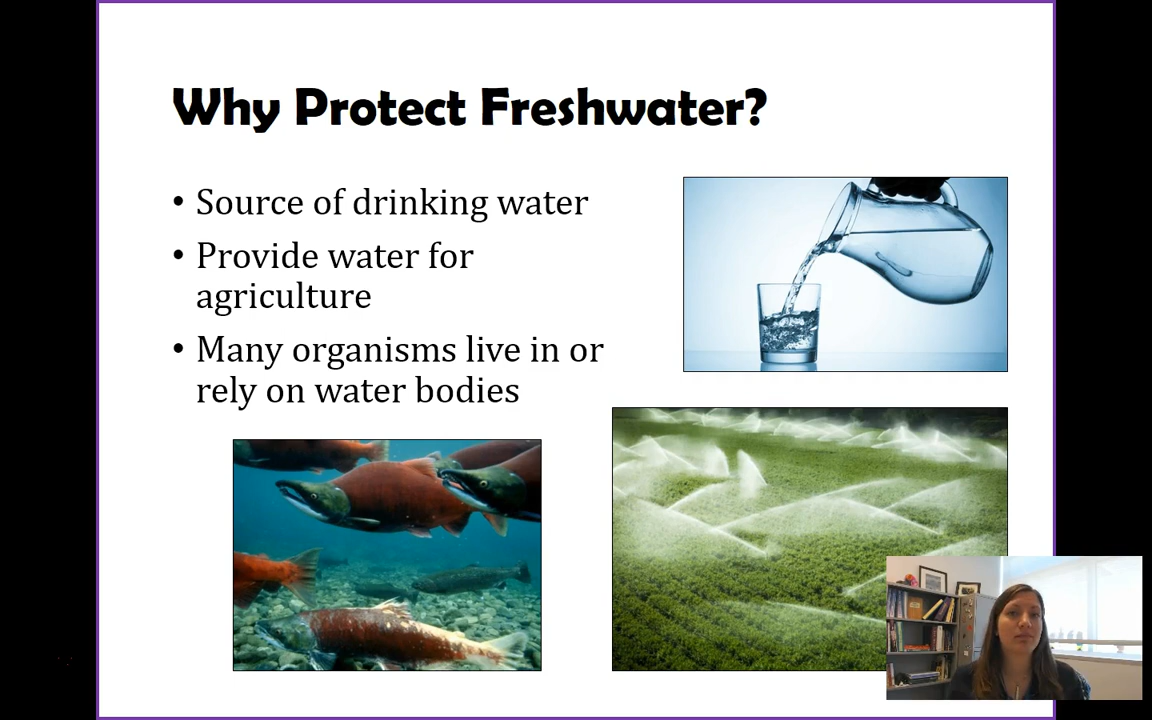 Why Protect Freshwater?
• Source of drinking water
• Provide water for
agriculture
• Many organisms live in or
rely on water bodies